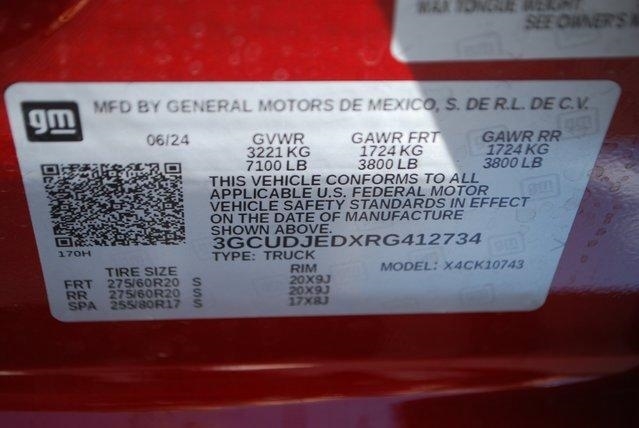 MAX TONGUE WEIGHT
SEE OWNER'S
gm
MFD BY GENERAL MOTORS DE MEXICO, S. DE R.L. DE C.V.
06/24 GVWR GAWR FRT GAWR RR
3221 KG 1724 KG 1724 KG
7100 LB 3800 LB 3800 LB
THIS VEHICLE CONFORMS TO ALL
APPLICABLE U.S. FEDERAL MOTOR
VEHICLE SAFETY STANDARDS IN EFFECT
ON THE DATE OF MANUFACTURE
SHOWN ABOVE.
170H
3GCUDJEDXRG412734
TYPE: TRUCK MODEL: X4CK10743
TIRE SIZE RIM
FRT 275/60R20 S 20X9J
RR 275/60R20 S 20X9J
SPA 255/80R17 S 17X8J